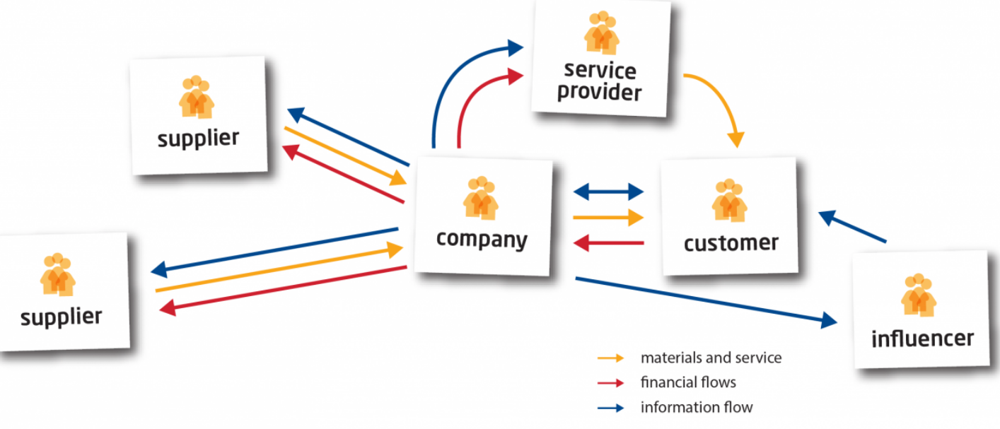 service
provider
supplier
company
customer
supplier
influencer
materials and service
financial flows
information flow